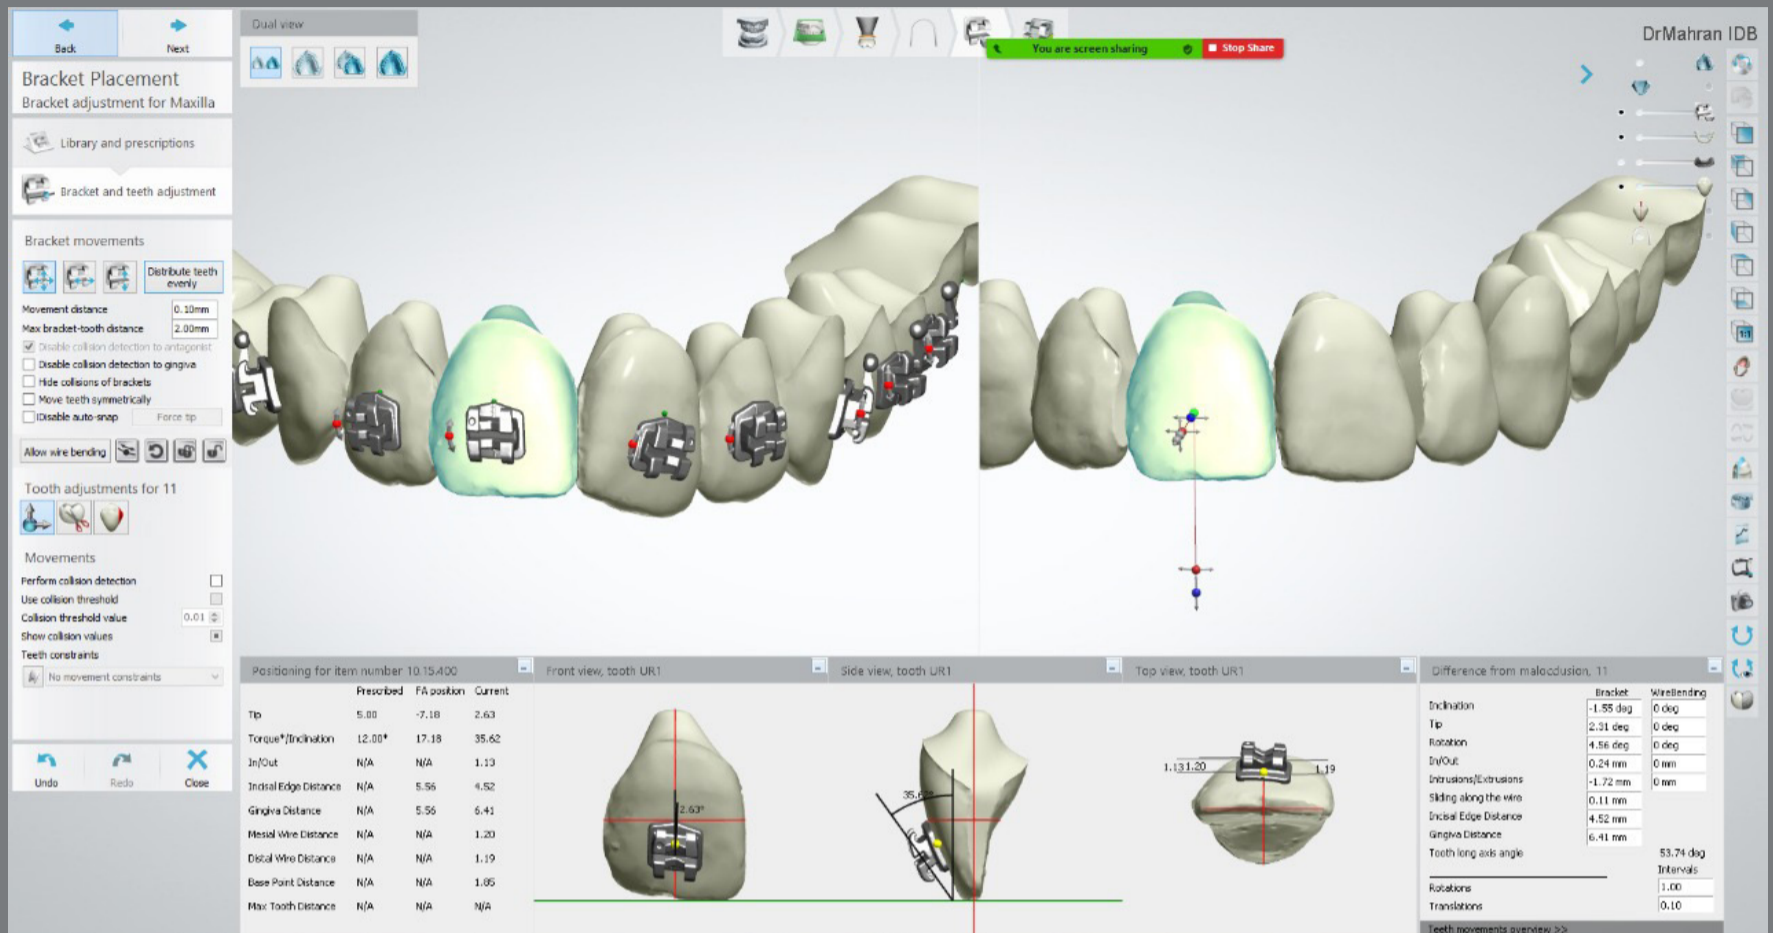 Back
Next
Dual view
You are screen sharing
Stop Share
DrMahran IDB
Bracket Placement
Bracket adjustment for Maxilla
Library and prescriptions
Bracket and teeth adjustment
Bracket movements
Distribute teeth
evenly
Movement distance 0.10mm
Max bracket-tooth distance 2.00mm
Disable collision detection to antagonist
Disable collision detection to gingiva
Hide collisions of brackets
Move teeth symmetrically
Disable auto-snap Force tip
Allow wire bending
Tooth adjustments for 11
Movements
Perform collision detection
Use collision threshold
Collision threshold value 0.01
Show collision values
Teeth constraints
No movement constraints
Undo Redo Close
1:1
Positioning for item number 10.15.400
Prescribed FA position Current
Tip 5.00 -7.18 2.63
Torque*/Inclination 12.00* 17.18 35.62
In/Out N/A N/A 1.13
Incisal Edge Distance N/A 5.56 4.52
Gingiva Distance N/A 5.56 6.41
Mesial Wire Distance N/A N/A 1.20
Distal Wire Distance N/A N/A 1.19
Base Point Distance N/A N/A 1.85
Max Tooth Distance N/A N/A N/A
Front view, tooth UR1
2.63°
Side view, tooth UR1
Top view, tooth UR1
1.13 1.20 1.19
Difference from malocclusion, 11
Bracket WireBending
Inclination -1.55 deg 0 deg
Tip 2.31 deg 0 deg
Rotation 4.56 deg 0 deg
In/Out 0.24 mm 0 mm
Intrusions/Extrusions -1.72 mm 0 mm
Sliding along the wire 0.11 mm
Incisal Edge Distance 4.52 mm
Gingiva Distance 6.41 mm
Tooth long axis angle 53.74 deg
Intervals
Rotations 1.00
Translations 0.10
Teeth movements overview >>